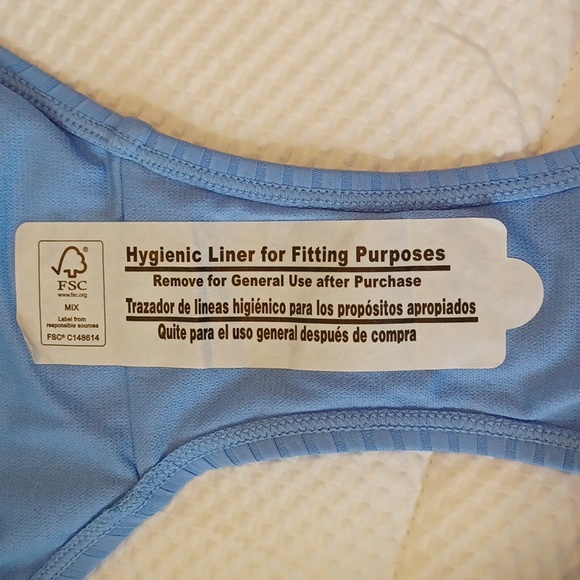 FSC®
www.fsc.org
MIX
Label from
responsible sources
FSC® C148614
Hygienic Liner for Fitting Purposes
Remove for General Use after Purchase
Trazador de lineas higiénico para los propósitos apropiados
Quite para el uso general después de compra